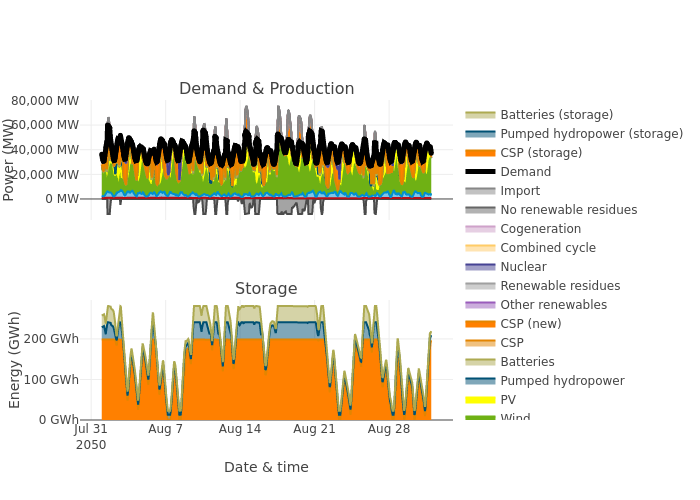 Demand & Production
80,000 MW
60,000 MW
40,000 MW
20,000 MW
0 MW
Power (MW)
Storage
200 GWh
100 GWh
0 GWh
Energy (GWh)
Jul 31
2050
Aug 7
Aug 14
Aug 21
Aug 28
Date & time
Batteries (storage)
Pumped hydropower (storage)
CSP (storage)
Demand
Import
No renewable residues
Cogeneration
Combined cycle
Nuclear
Renewable residues
Other renewables
CSP (new)
CSP
Batteries
Pumped hydropower
PV
Wind